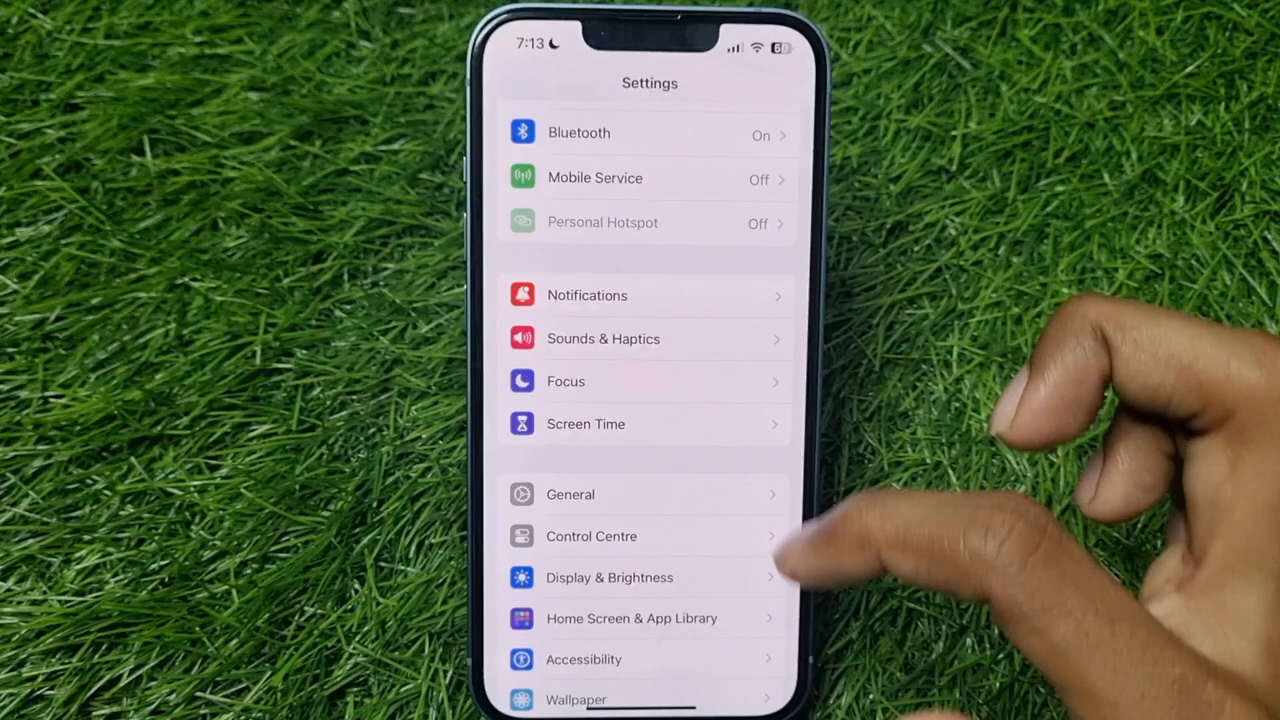 7:13
Settings
Bluetooth On
Mobile Service Off
Personal Hotspot Off
Notifications
Sounds & Haptics
Focus
Screen Time
General
Control Centre
Display & Brightness
Home Screen & App Library
Accessibility
Wallpaper